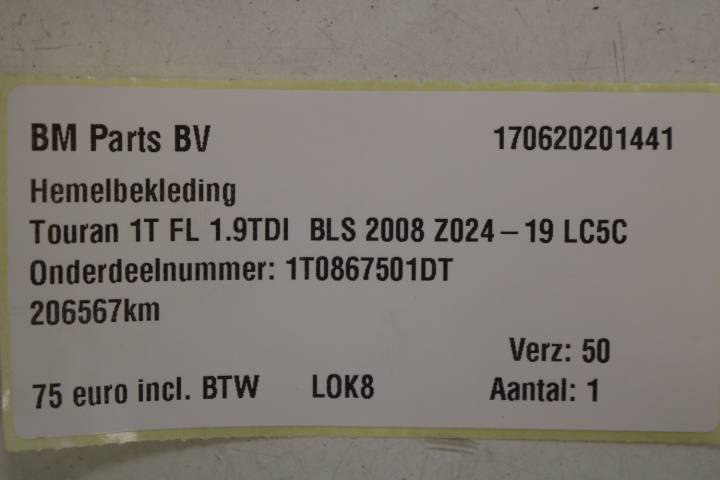 BM Parts BV 170620201441
Hemelbekleding
Touran 1T FL 1.9TDI BLS 2008 Z024-19 LC5C
Onderdeelnummer: 1T0867501DT
206567km
Verz: 50
75 euro incl. BTW LOK8 Aantal: 1